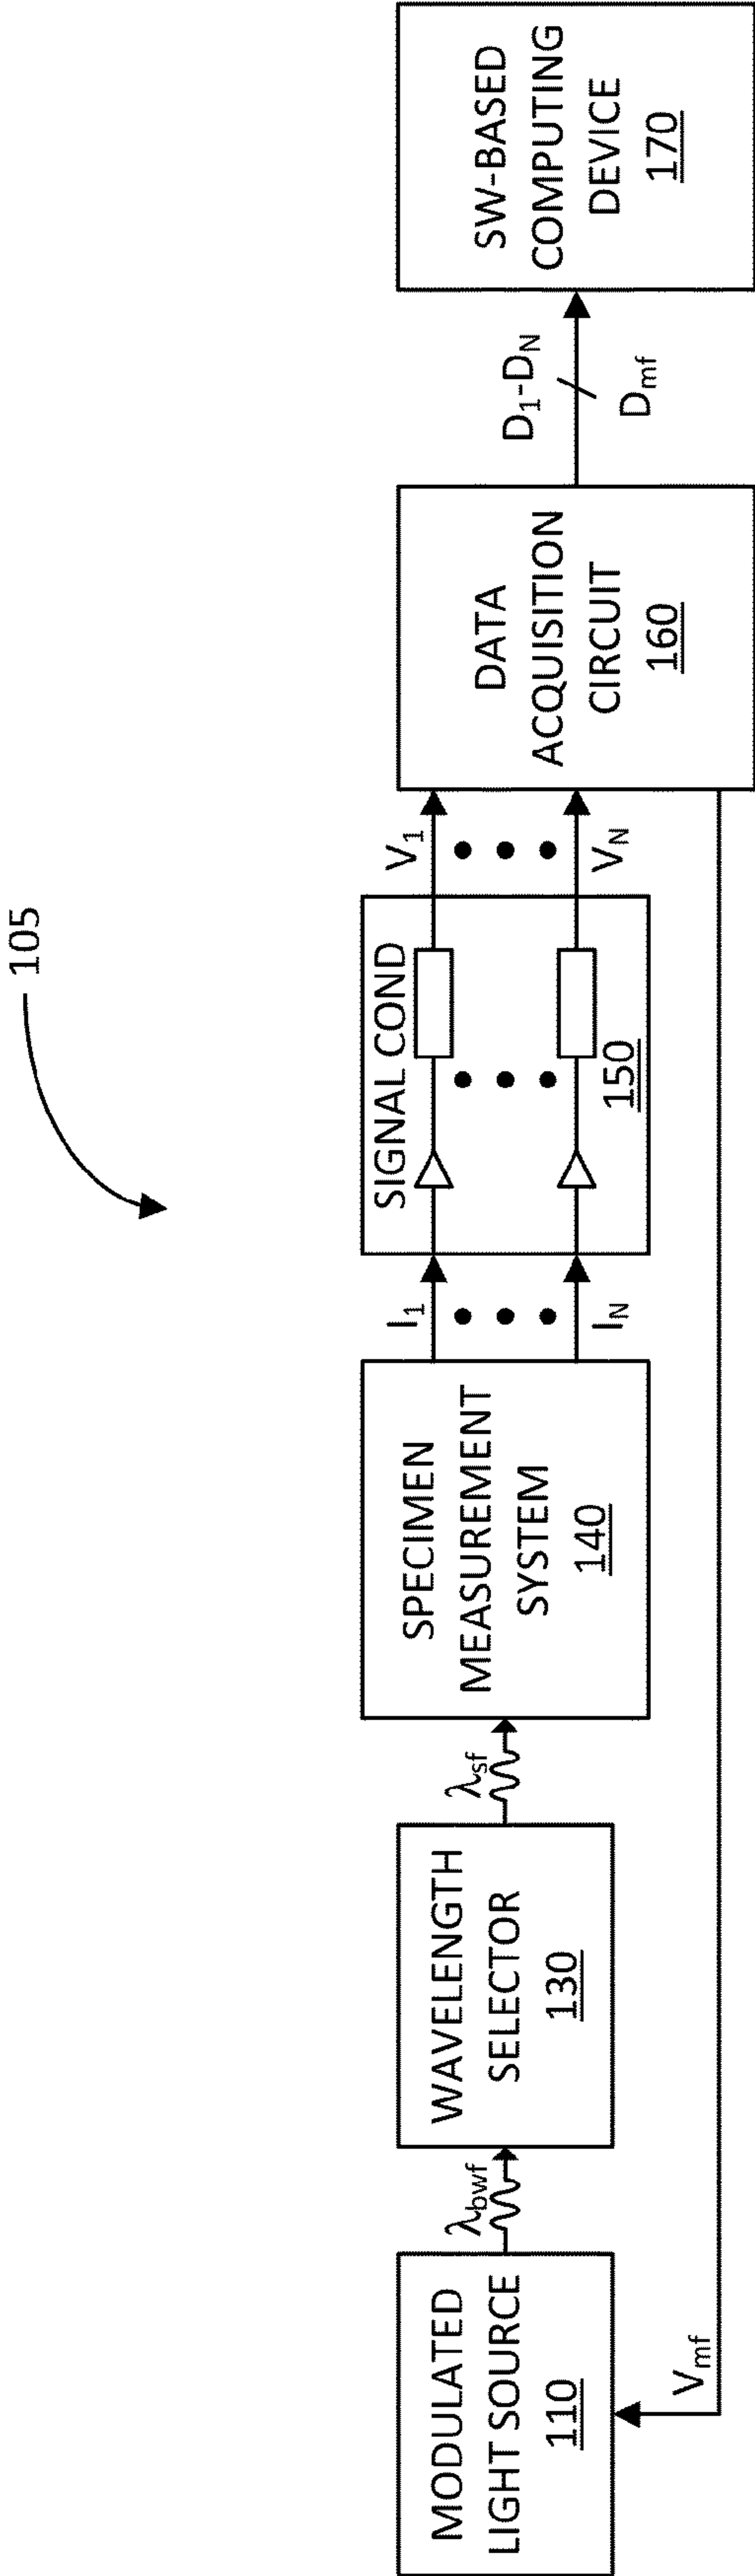 105
MODULATED
LIGHT SOURCE
110
λbwf
WAVELENGTH
SELECTOR
130
λsf
SPECIMEN
MEASUREMENT
SYSTEM
140
I1
IN
SIGNAL COND
150
V1
VN
DATA
ACQUISITION
CIRCUIT
160
D1-DN
Dmf
SW-BASED
COMPUTING
DEVICE
170
Vmf